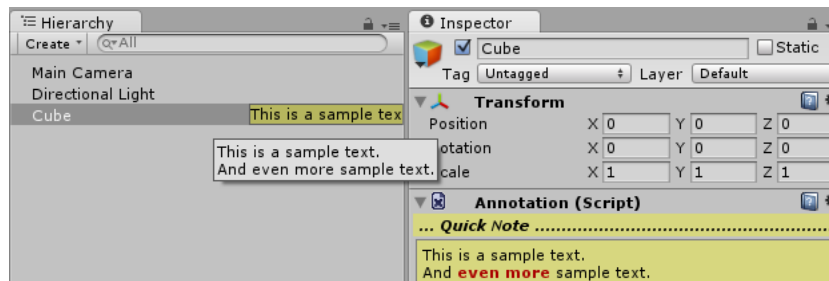 Hierarchy
Create
All
Main Camera
Directional Light
Cube
This is a sample tex
This is a sample text.
And even more sample text.
Inspector
Cube
Static
Tag Untagged Layer Default
Transform
Position X 0 Y 0 Z 0
otation X 0 Y 0 Z 0
cale X 1 Y 1 Z 1
Annotation (Script)
... Quick Note ......................................................
This is a sample text.
And even more sample text.